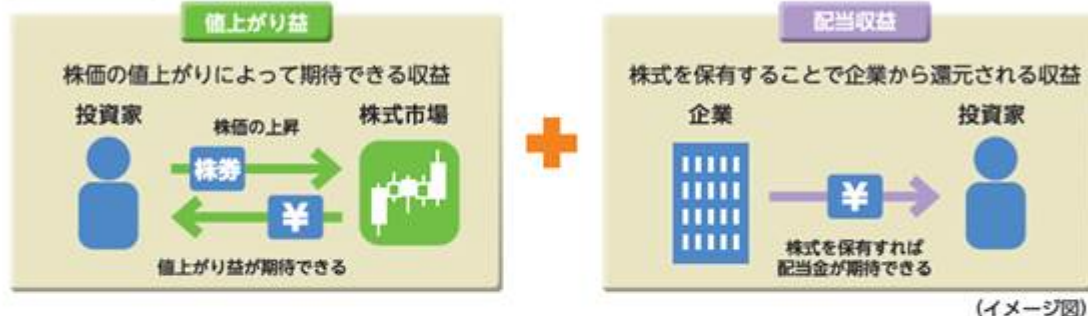 値上がり益
株価の値上がりによって期待できる収益
投資家
株価の上昇
株式市場
株券
¥
値上がり益が期待できる
配当収益
株式を保有することで企業から還元される収益
企業
投資家
¥
株式を保有すれば
配当金が期待できる
(イメージ図)